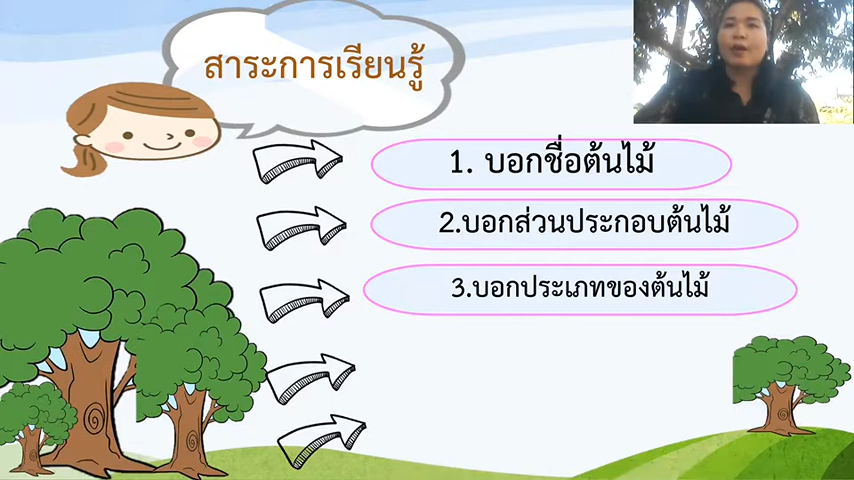 สาระการเรียนรู้
1. บอกชื่อต้นไม้
2.บอกส่วนประกอบต้นไม้
3.บอกประเภทของต้นไม้